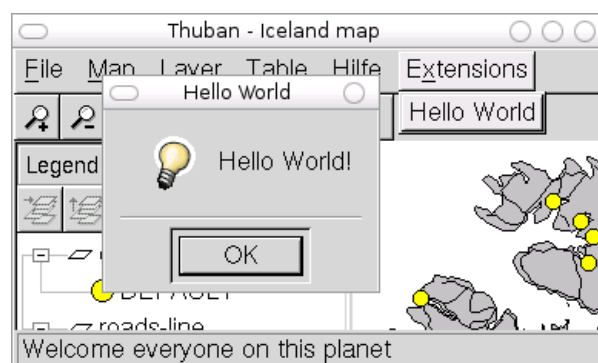 Thuban - Iceland map
File Map Layer Table Hilfe Extensions
Hello World
Hello World
Hello World!
Legend
OK
DEFAULT
roads-line
Welcome everyone on this planet